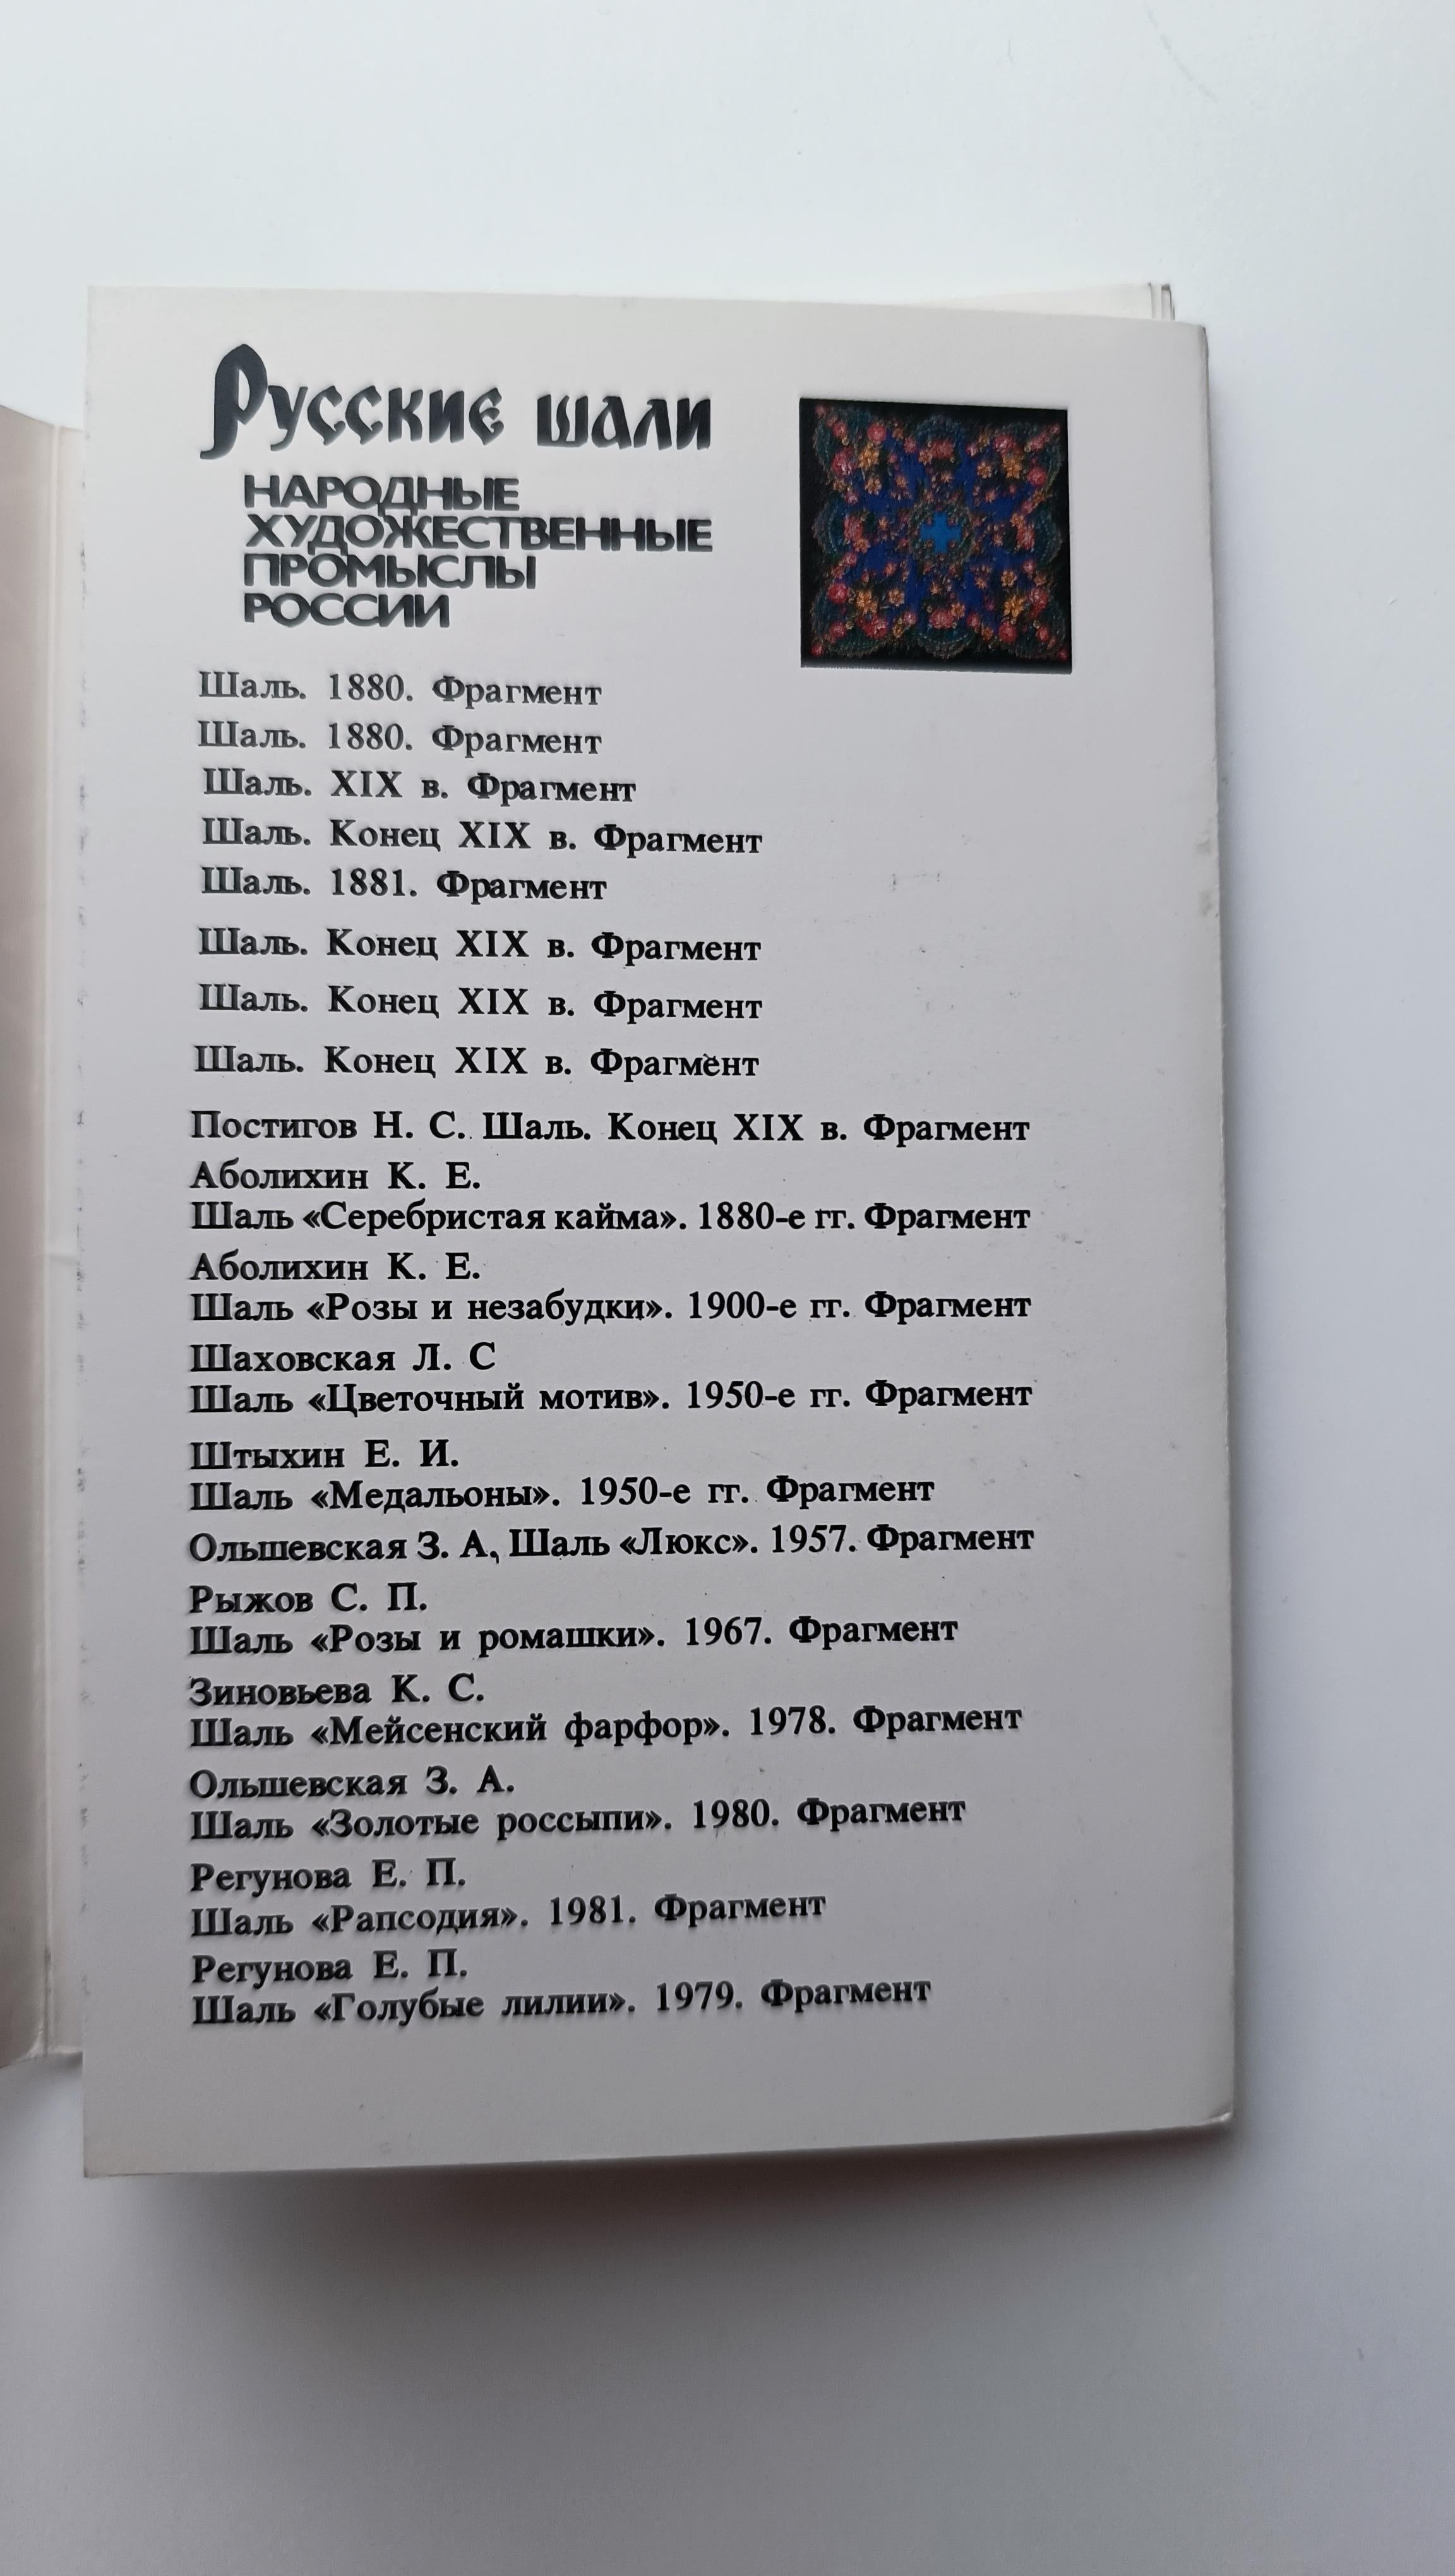 Русские шали
НАРОДНЫЕ
ХУДОЖЕСТВЕННЫЕ
ПРОМЫСЛЫ
РОССИИ
Шаль. 1880. Фрагмент
Шаль. 1880. Фрагмент
Шаль. XIX в. Фрагмент
Шаль. Конец XIX в. Фрагмент
Шаль. 1881. Фрагмент
Шаль. Конец XIX в. Фрагмент
Шаль. Конец XIX в. Фрагмент
Шаль. Конец XIX в. Фрагмент
Постигов Н. С. Шаль. Конец XIX в. Фрагмент
Аболихин К. Е.
Шаль «Серебристая кайма». 1880-е гг. Фрагмент
Аболихин К. Е.
Шаль «Розы и незабудки». 1900-е гг. Фрагмент
Шаховская Л. С
Шаль «Цветочный мотив». 1950-е гг. Фрагмент
Штыхин Е. И.
Шаль «Медальоны». 1950-е гг. Фрагмент
Ольшевская З. А, Шаль «Люкс». 1957. Фрагмент
Рыжов С. П.
Шаль «Розы и ромашки». 1967. Фрагмент
Зиновьева К. С.
Шаль «Мейсенский фарфор». 1978. Фрагмент
Ольшевская З. А.
Шаль «Золотые россыпи». 1980. Фрагмент
Регунова Е. П.
Шаль «Рапсодия». 1981. Фрагмент
Регунова Е. П.
Шаль «Голубые лилии». 1979. Фрагмент